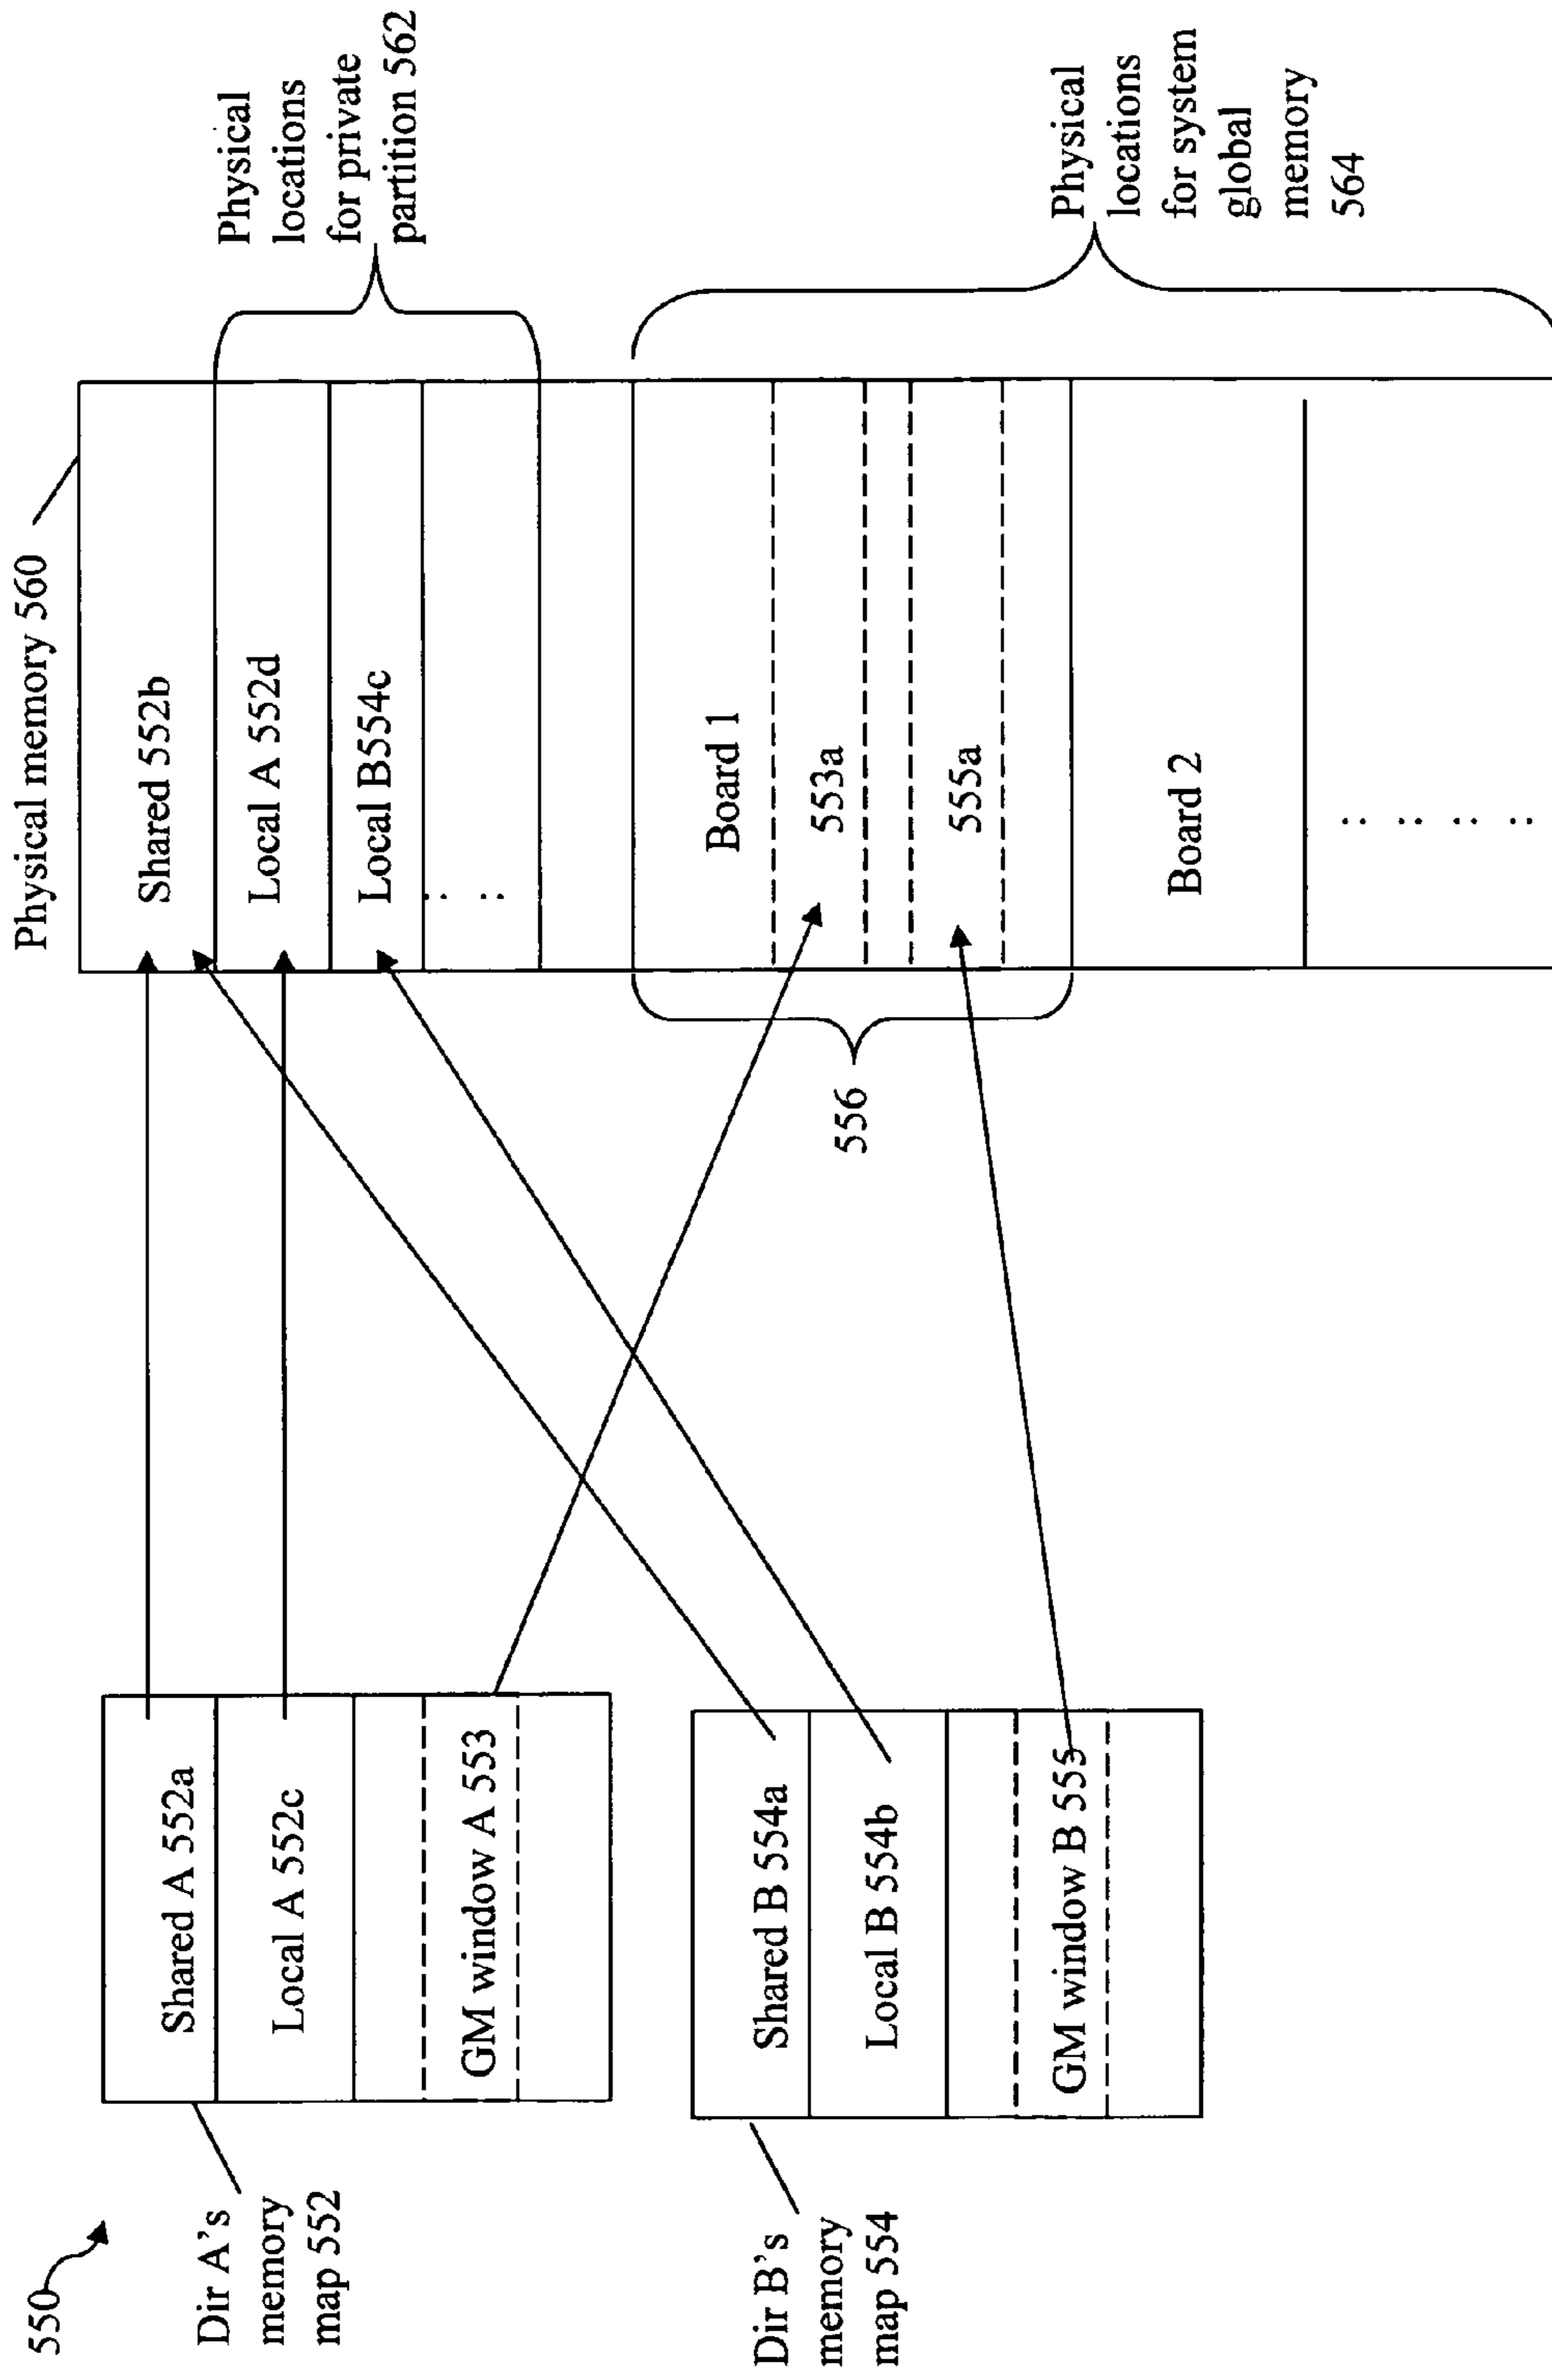 550
Dir A's
memory
map 552
Shared A 552a
Local A 552c
GM window A 553
Dir B's
memory
map 554
Shared B 554a
Local B 554b
GM window B 555
Physical memory 560
Shared 552b
Local A 552d
Local B554c
Physical
locations
for private
partition 562
556
Board 1
553a
555a
Board 2
Physical
locations
for system
global
memory
564